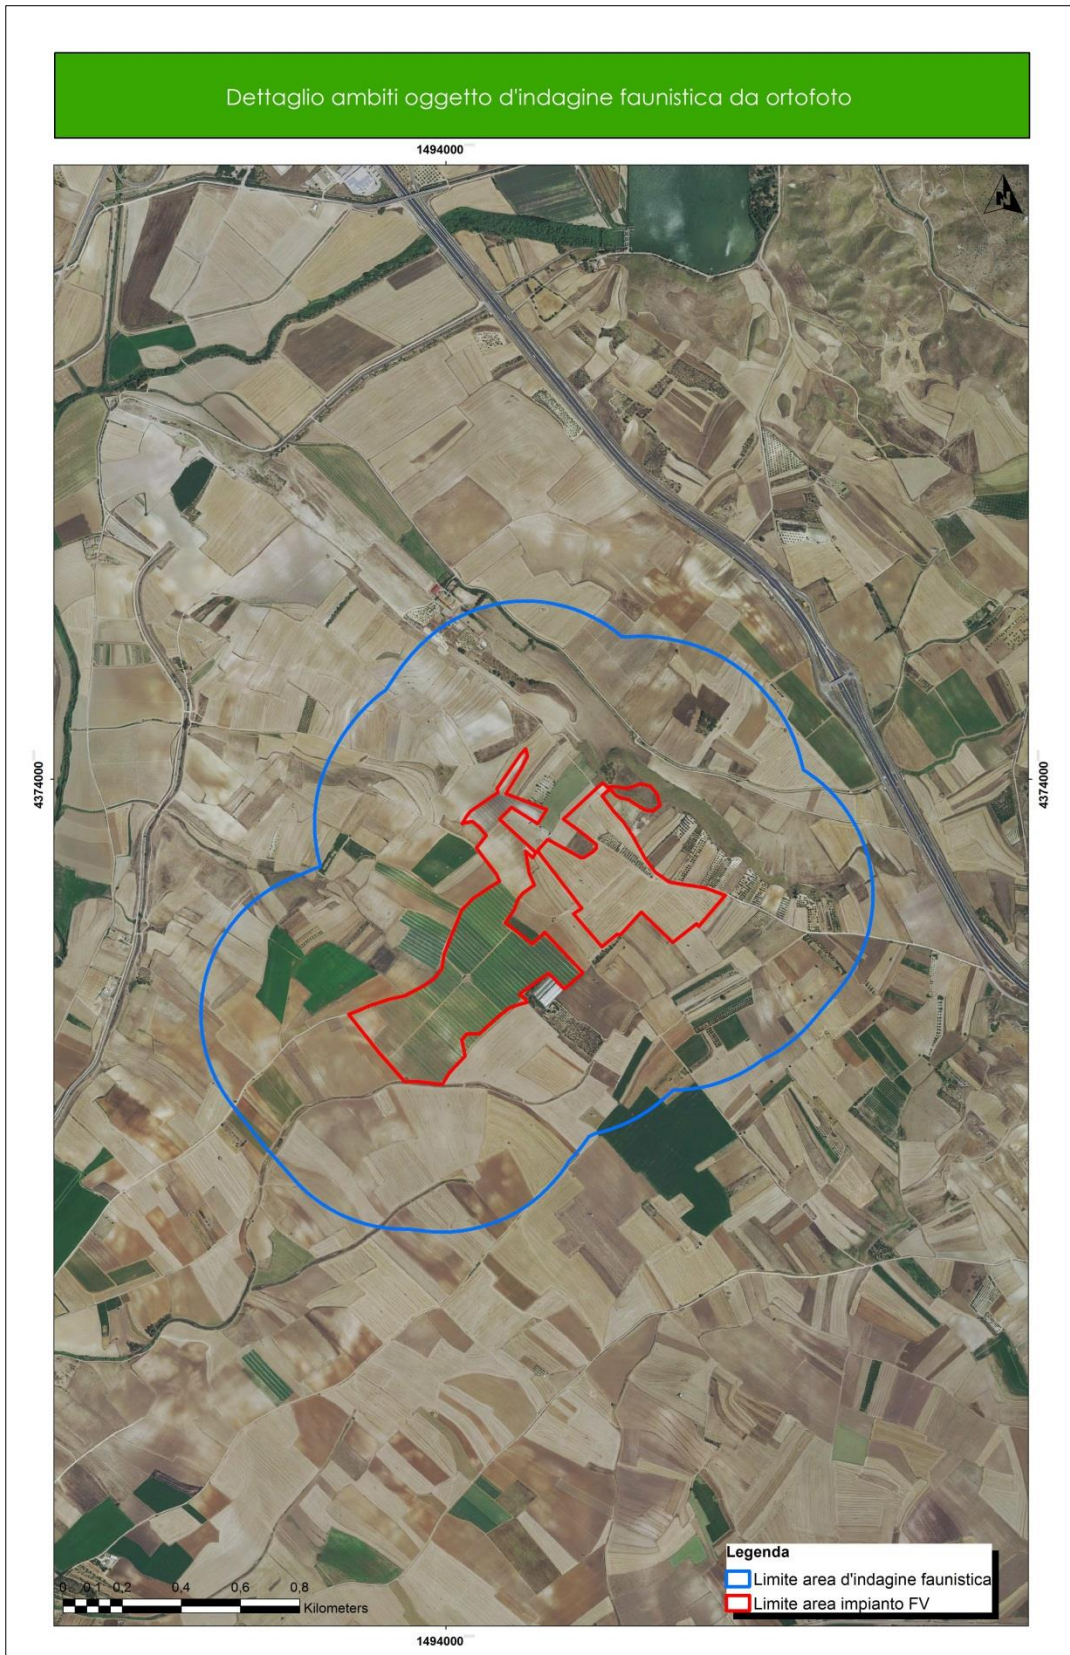 Dettaglio ambiti oggetto d'indagine faunistica da ortofoto
1494000
N
4374000
4374000
Legenda
Limite area d'indagine faunistica
Limite area impianto FV
0 0,1 0,2 0,4 0,6 0,8
Kilometers
1494000